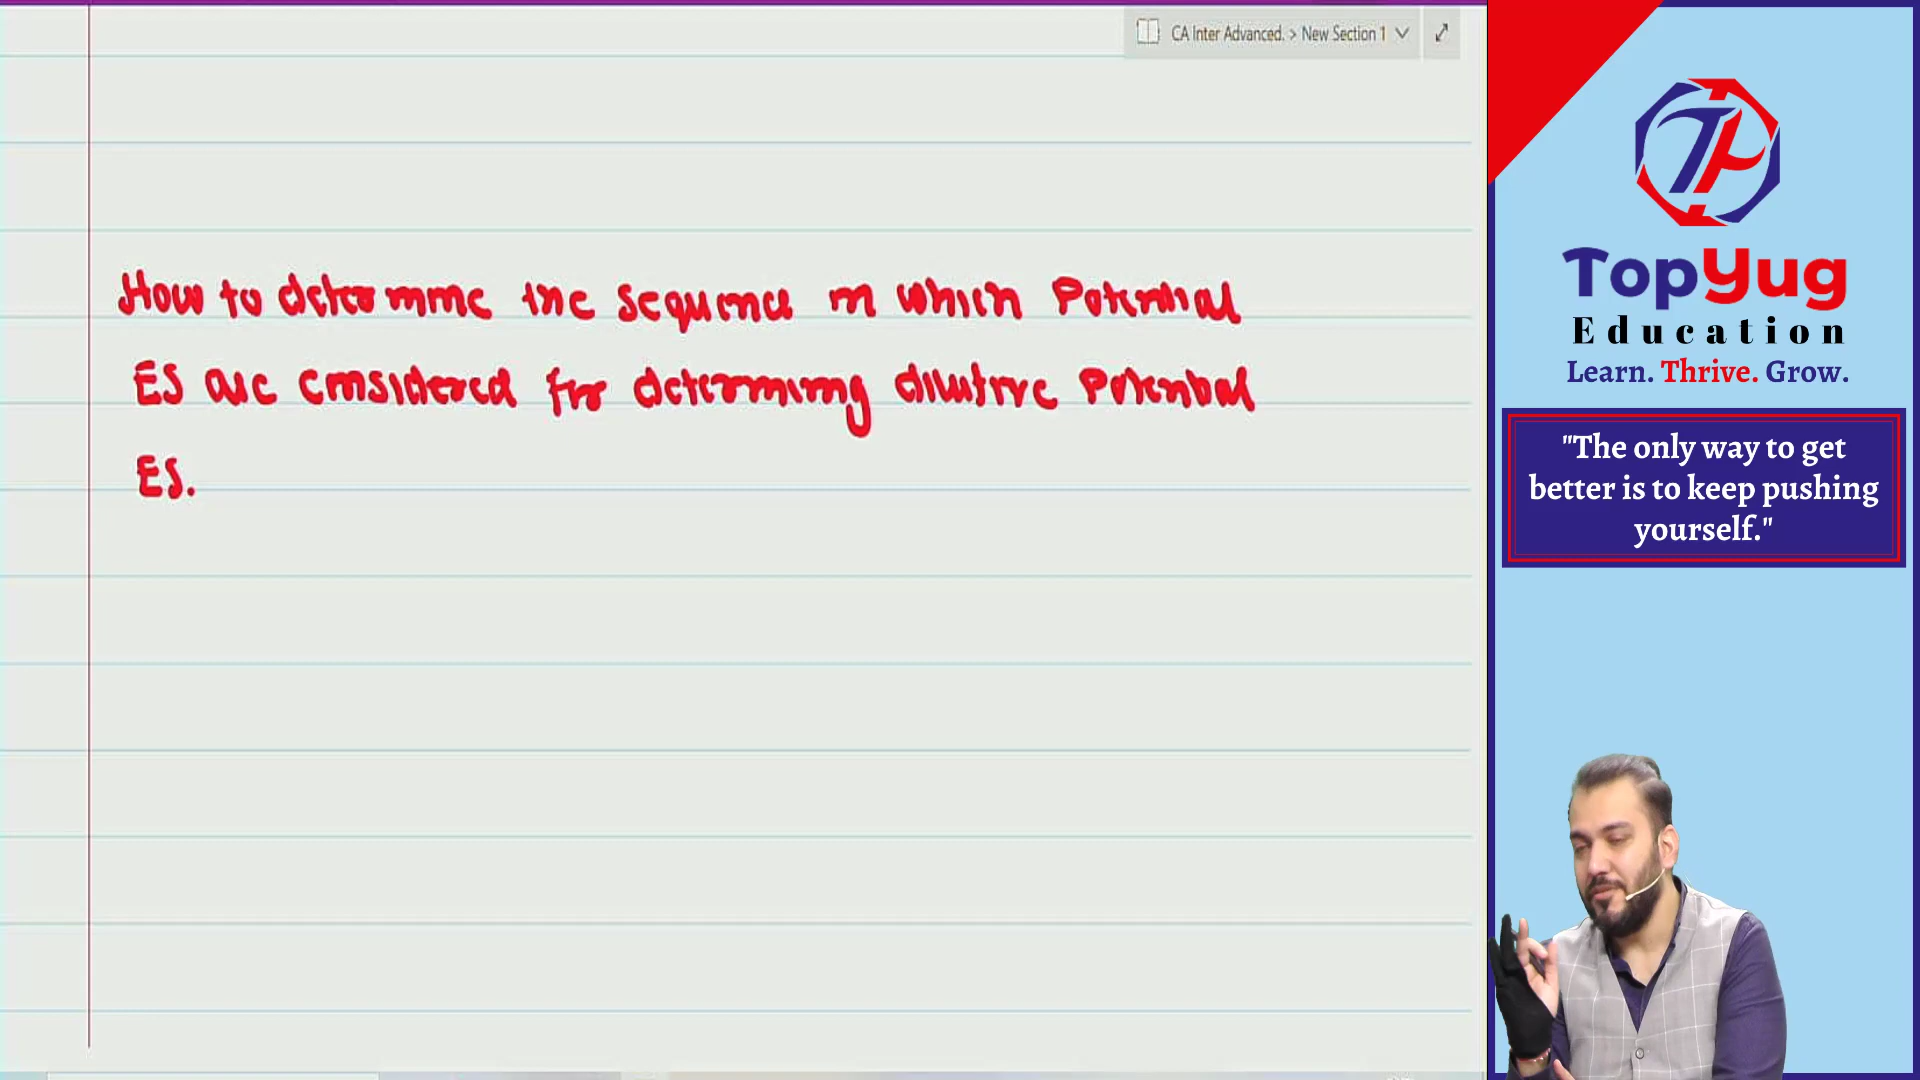 CA Inter Advanced. > New Section 1
How to determine the sequence in which Potential
ES are considered for determining dilutive Potential
ES.
TopYug
Education
Learn. Thrive. Grow.
"The only way to get
better is to keep pushing
yourself."